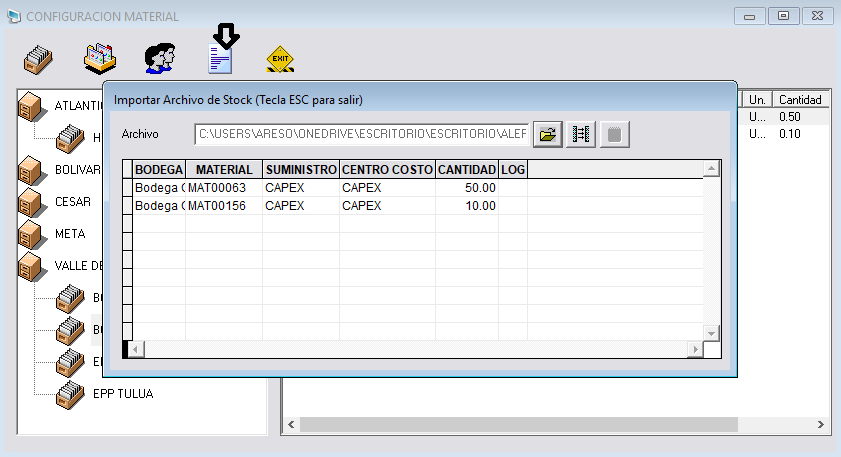 CONFIGURACION MATERIAL
EXIT
Importar Archivo de Stock (Tecla ESC para salir)
Archivo C:\USERS\ARESO\ONEDRIVE\ESCRITORIO\ESCRITORIO\ALEF
BODEGA MATERIAL SUMINISTRO CENTRO COSTO CANTIDAD LOG
Bodega MAT00063 CAPEX CAPEX 50.00
Bodega MAT00156 CAPEX CAPEX 10.00
Un. Cantidad
U... 0.50
U... 0.10
ATLANTI
H
BOLIVAR
CESAR
META
VALLE DE
EPP TULUA